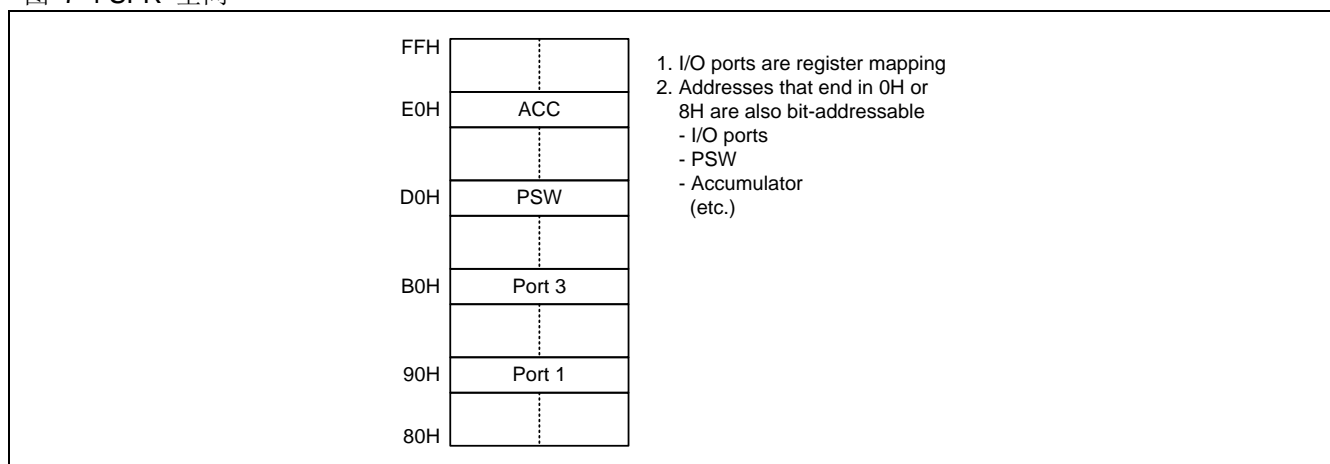 FFH
E0H ACC
D0H PSW
B0H Port 3
90H Port 1
80H
1. I/O ports are register mapping
2. Addresses that end in 0H or
8H are also bit-addressable
- I/O ports
- PSW
- Accumulator
(etc.)